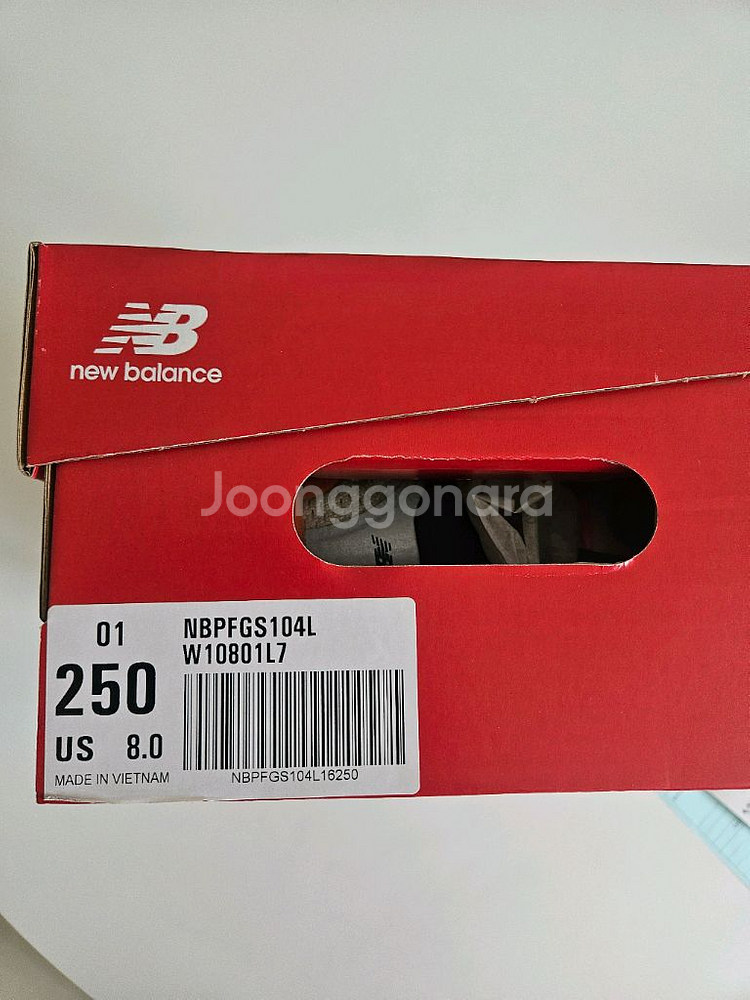 NB
new balance
Joonggonara
01
250
US 8.0
MADE IN VIETNAM
NBPFGS104L
W10801L7
NBPFGS104L16250